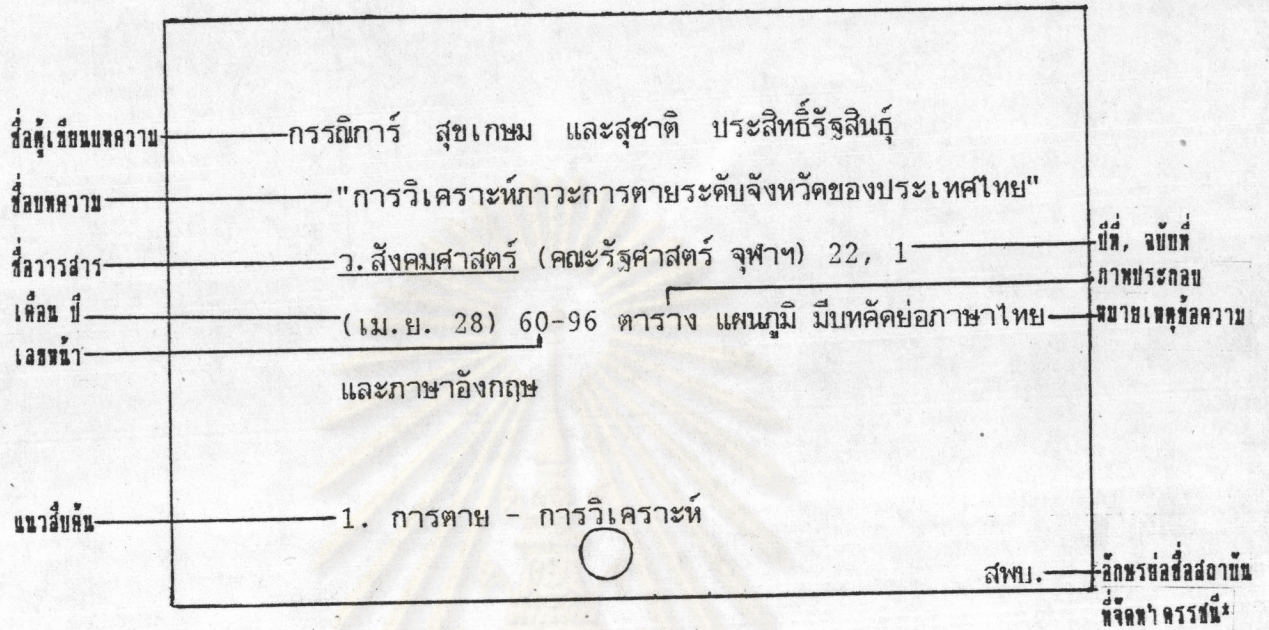 ชื่อผู้เขียนบทความ กรรณิการ์ สุขเกษม และสุชาติ ประสิทธิ์รัฐสินธุ์
ชื่อบทความ "การวิเคราะห์ภาวะการตายระดับจังหวัดของประเทศไทย"
ชื่อวารสาร ว.สังคมศาสตร์ (คณะรัฐศาสตร์ จุฬาฯ) 22, 1 ปีที่, ฉบับที่
ภาพประกอบ
เดือน ปี (เม.ย. 28) 60-96 ตาราง แผนภูมิ มีบทคัดย่อภาษาไทย หมายเหตุข้อความ
เลขหน้า
และภาษาอังกฤษ
แนวสืบค้น 1. การตาย - การวิเคราะห์
สพบ. อักษรย่อชื่อสถาบัน
ที่จัดทำ ดรรชนี*